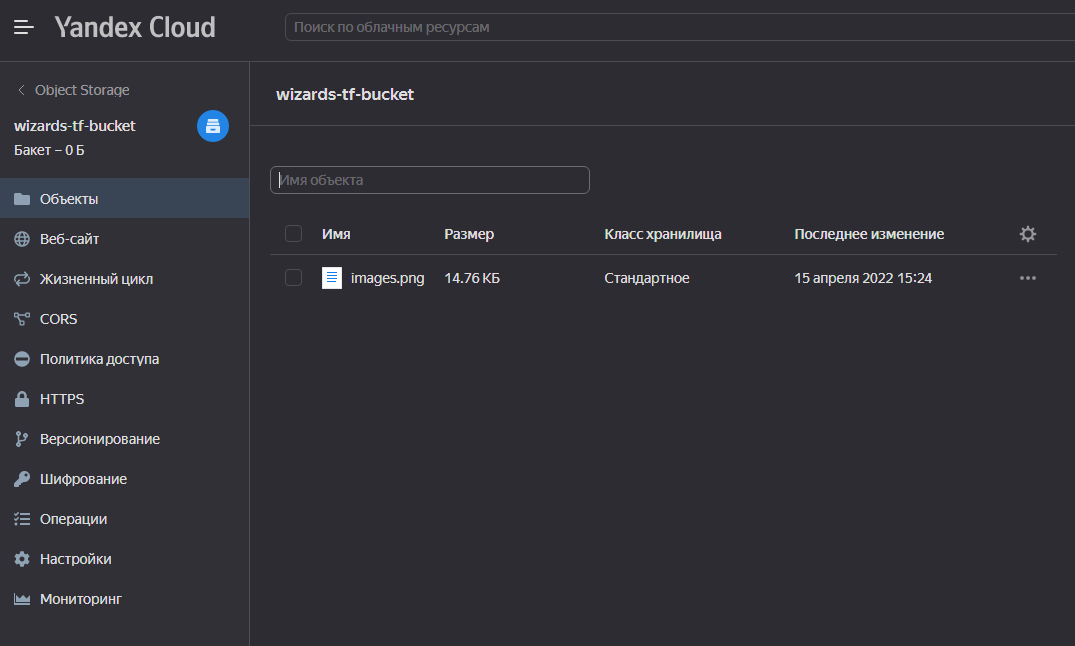 Yandex Cloud
Поиск по облачным ресурсам
Object Storage
wizards-tf-bucket
Бакет – 0 Б
Объекты
Веб-сайт
Жизненный цикл
CORS
Политика доступа
HTTPS
Версионирование
Шифрование
Операции
Настройки
Мониторинг
wizards-tf-bucket
Имя объекта
Имя Размер Класс хранилища Последнее изменение
images.png 14.76 КБ Стандартное 15 апреля 2022 15:24